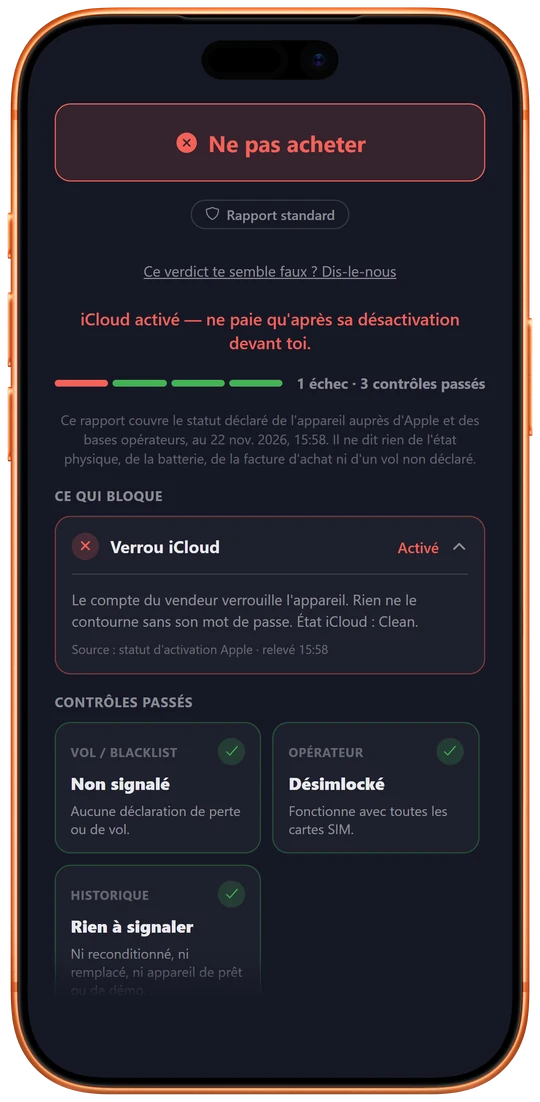 Ne pas acheter
Rapport standard
Ce verdict te semble faux ? Dis-le-nous
iCloud activé — ne paie qu'après sa désactivation
devant toi.
1 échec · 3 contrôles passés
Ce rapport couvre le statut déclaré de l'appareil auprès d'Apple et des
bases opérateurs, au 22 nov. 2026, 15:58. Il ne dit rien de l'état
physique, de la batterie, de la facture d'achat ni d'un vol non déclaré.
CE QUI BLOQUE
Verrou iCloud
Activé
Le compte du vendeur verrouille l'appareil. Rien ne le
contourne sans son mot de passe. État iCloud : Clean.
Source : statut d'activation Apple · relevé 15:58
CONTRÔLES PASSÉS
VOL / BLACKLIST
Non signalé
Aucune déclaration de perte
ou de vol.
OPÉRATEUR
Désimlocké
Fonctionne avec toutes les
cartes SIM.
HISTORIQUE
Rien à signaler
Ni reconditionné, ni
remplacé, ni appareil de prêt
ou de démo.